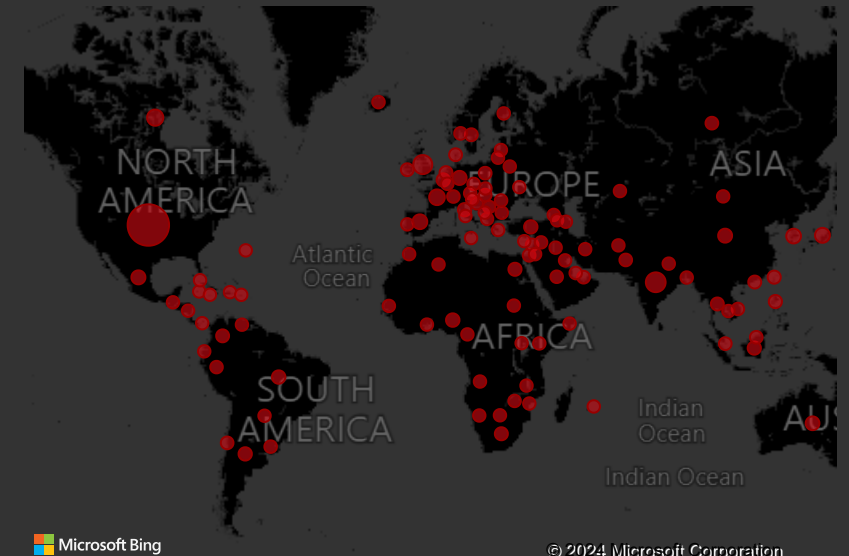 NORTH
AMERICA
ASIA
EUROPE
Atlantic
Ocean
AFRICA
SOUTH
AMERICA
Indian
Ocean
AUS
Indian Ocean
Microsoft Bing
© 2024 Microsoft Corporation